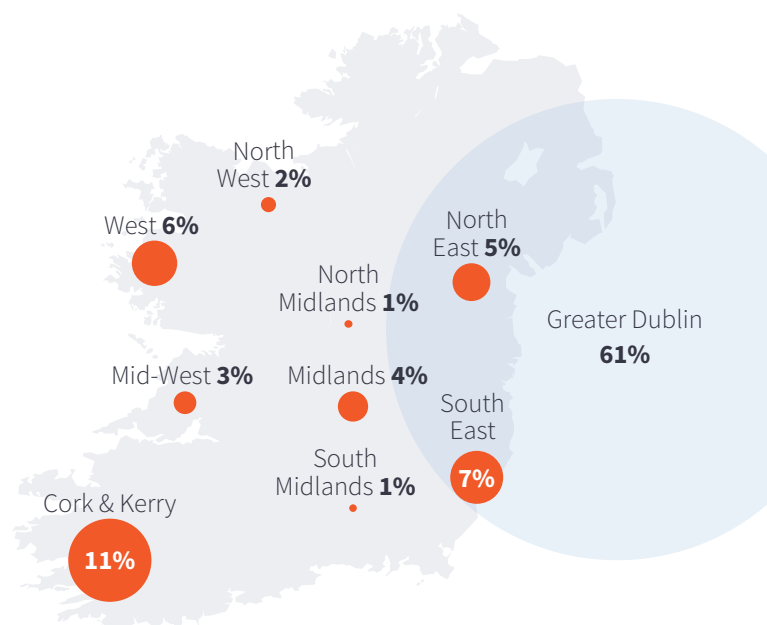 North
West 2%
West 6%
North
East 5%
North
Midlands 1%
Greater Dublin
61%
Mid-West 3%
Midlands 4%
South
East
7%
South
Midlands 1%
Cork & Kerry
11%